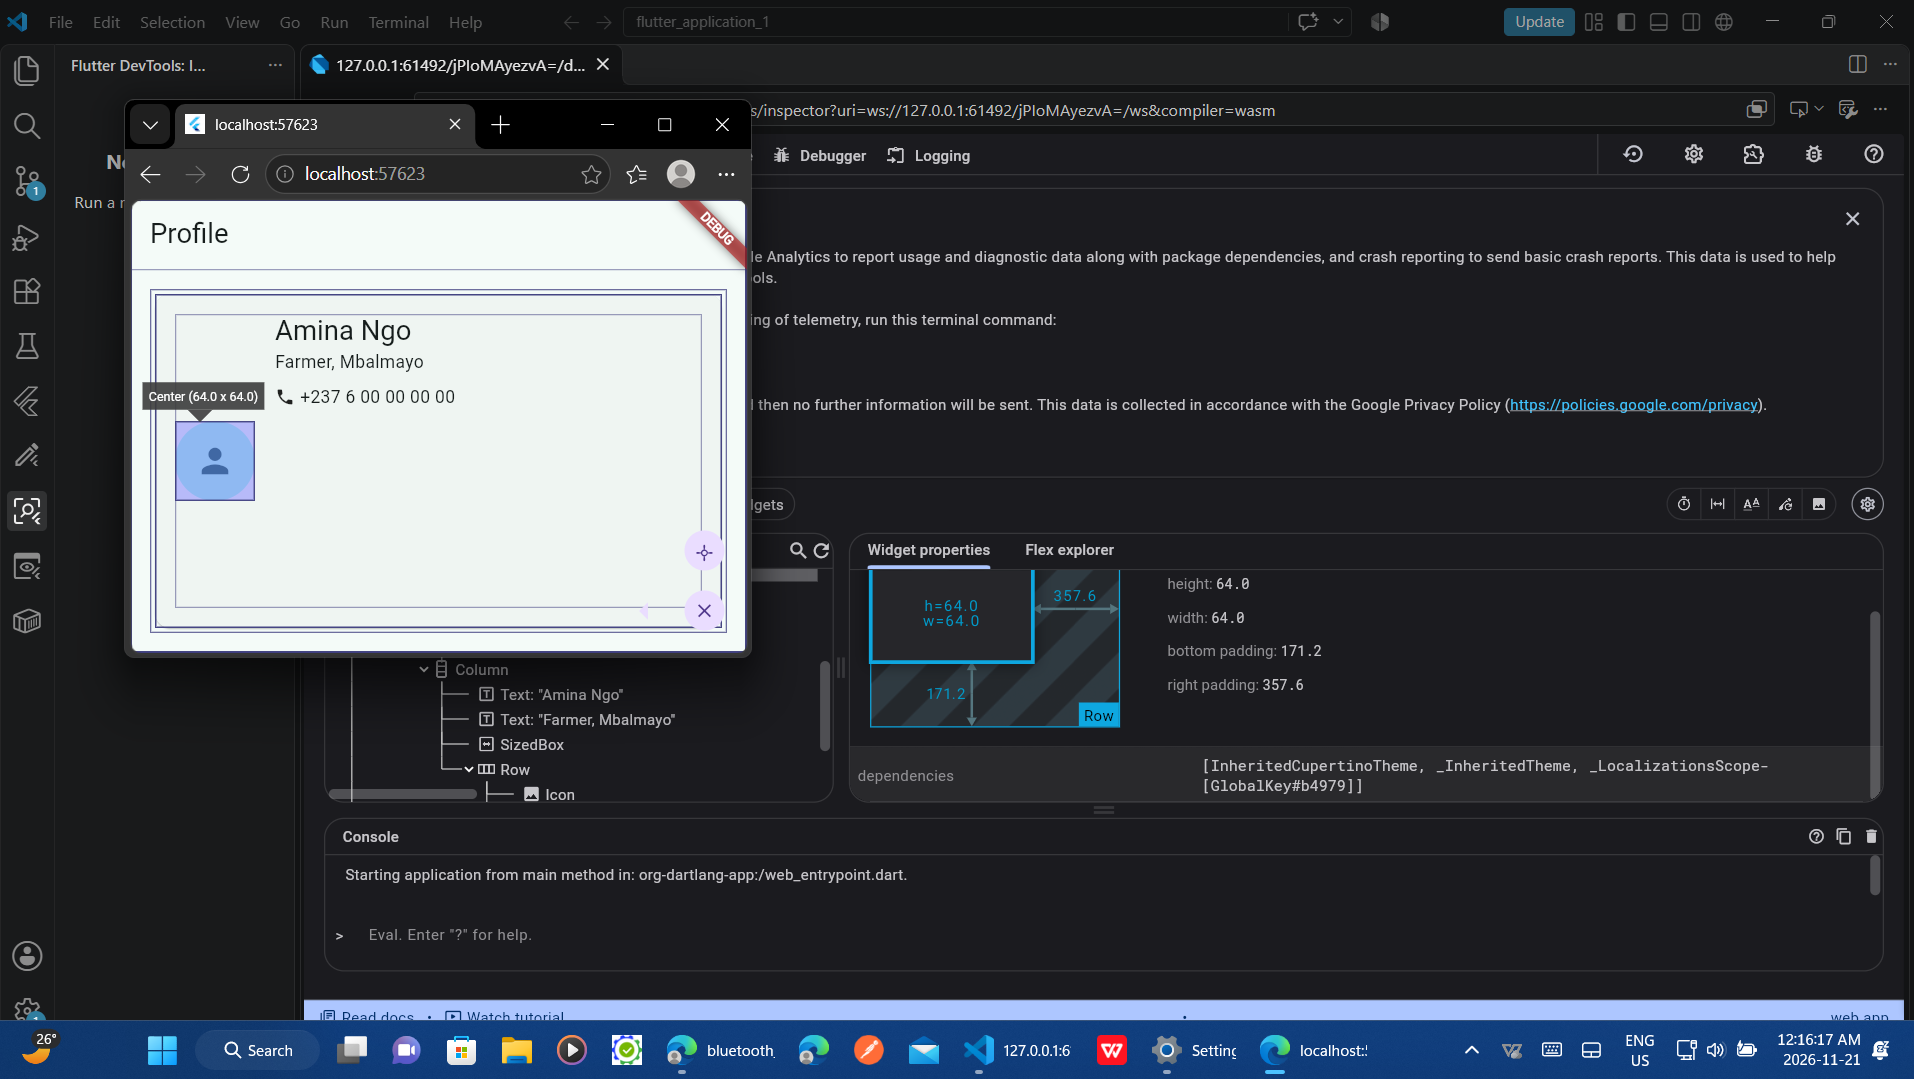 File Edit Selection View Go Run Terminal Help
flutter_application_1
Update
Flutter DevTools: I...
127.0.0.1:61492/jPIoMAyezvA=/d...
s/inspector?uri=ws://127.0.0.1:61492/jPIoMAyezvA=/ws&compiler=wasm
localhost:57623
localhost:57623
Debugger
Logging
1
Run a
Profile
DEBUG
Amina Ngo
Farmer, Mbalmayo
+237 6 00 00 00 00
Center (64.0 x 64.0)
le Analytics to report usage and diagnostic data along with package dependencies, and crash reporting to send basic crash reports. This data is used to help
ols.
ing of telemetry, run this terminal command:
then no further information will be sent. This data is collected in accordance with the Google Privacy Policy (https://policies.google.com/privacy).
gets
Widget properties
Flex explorer
h=64.0
w=64.0
357.6
171.2
Row
height: 64.0
width: 64.0
bottom padding: 171.2
right padding: 357.6
dependencies
[InheritedCupertinoTheme, _InheritedTheme, _LocalizationsScope-
[GlobalKey#b4979]]
Column
Text: "Amina Ngo"
Text: "Farmer, Mbalmayo"
SizedBox
Row
Icon
Console
Starting application from main method in: org-dartlang-app:/web_entrypoint.dart.
> Eval. Enter "?" for help.
Read docs • Watch tutorial
web app
26°
Search
bluetooth
127.0.0.1:6
Setting
localhost:
ENG
US
12:16:17 AM
2026-11-21